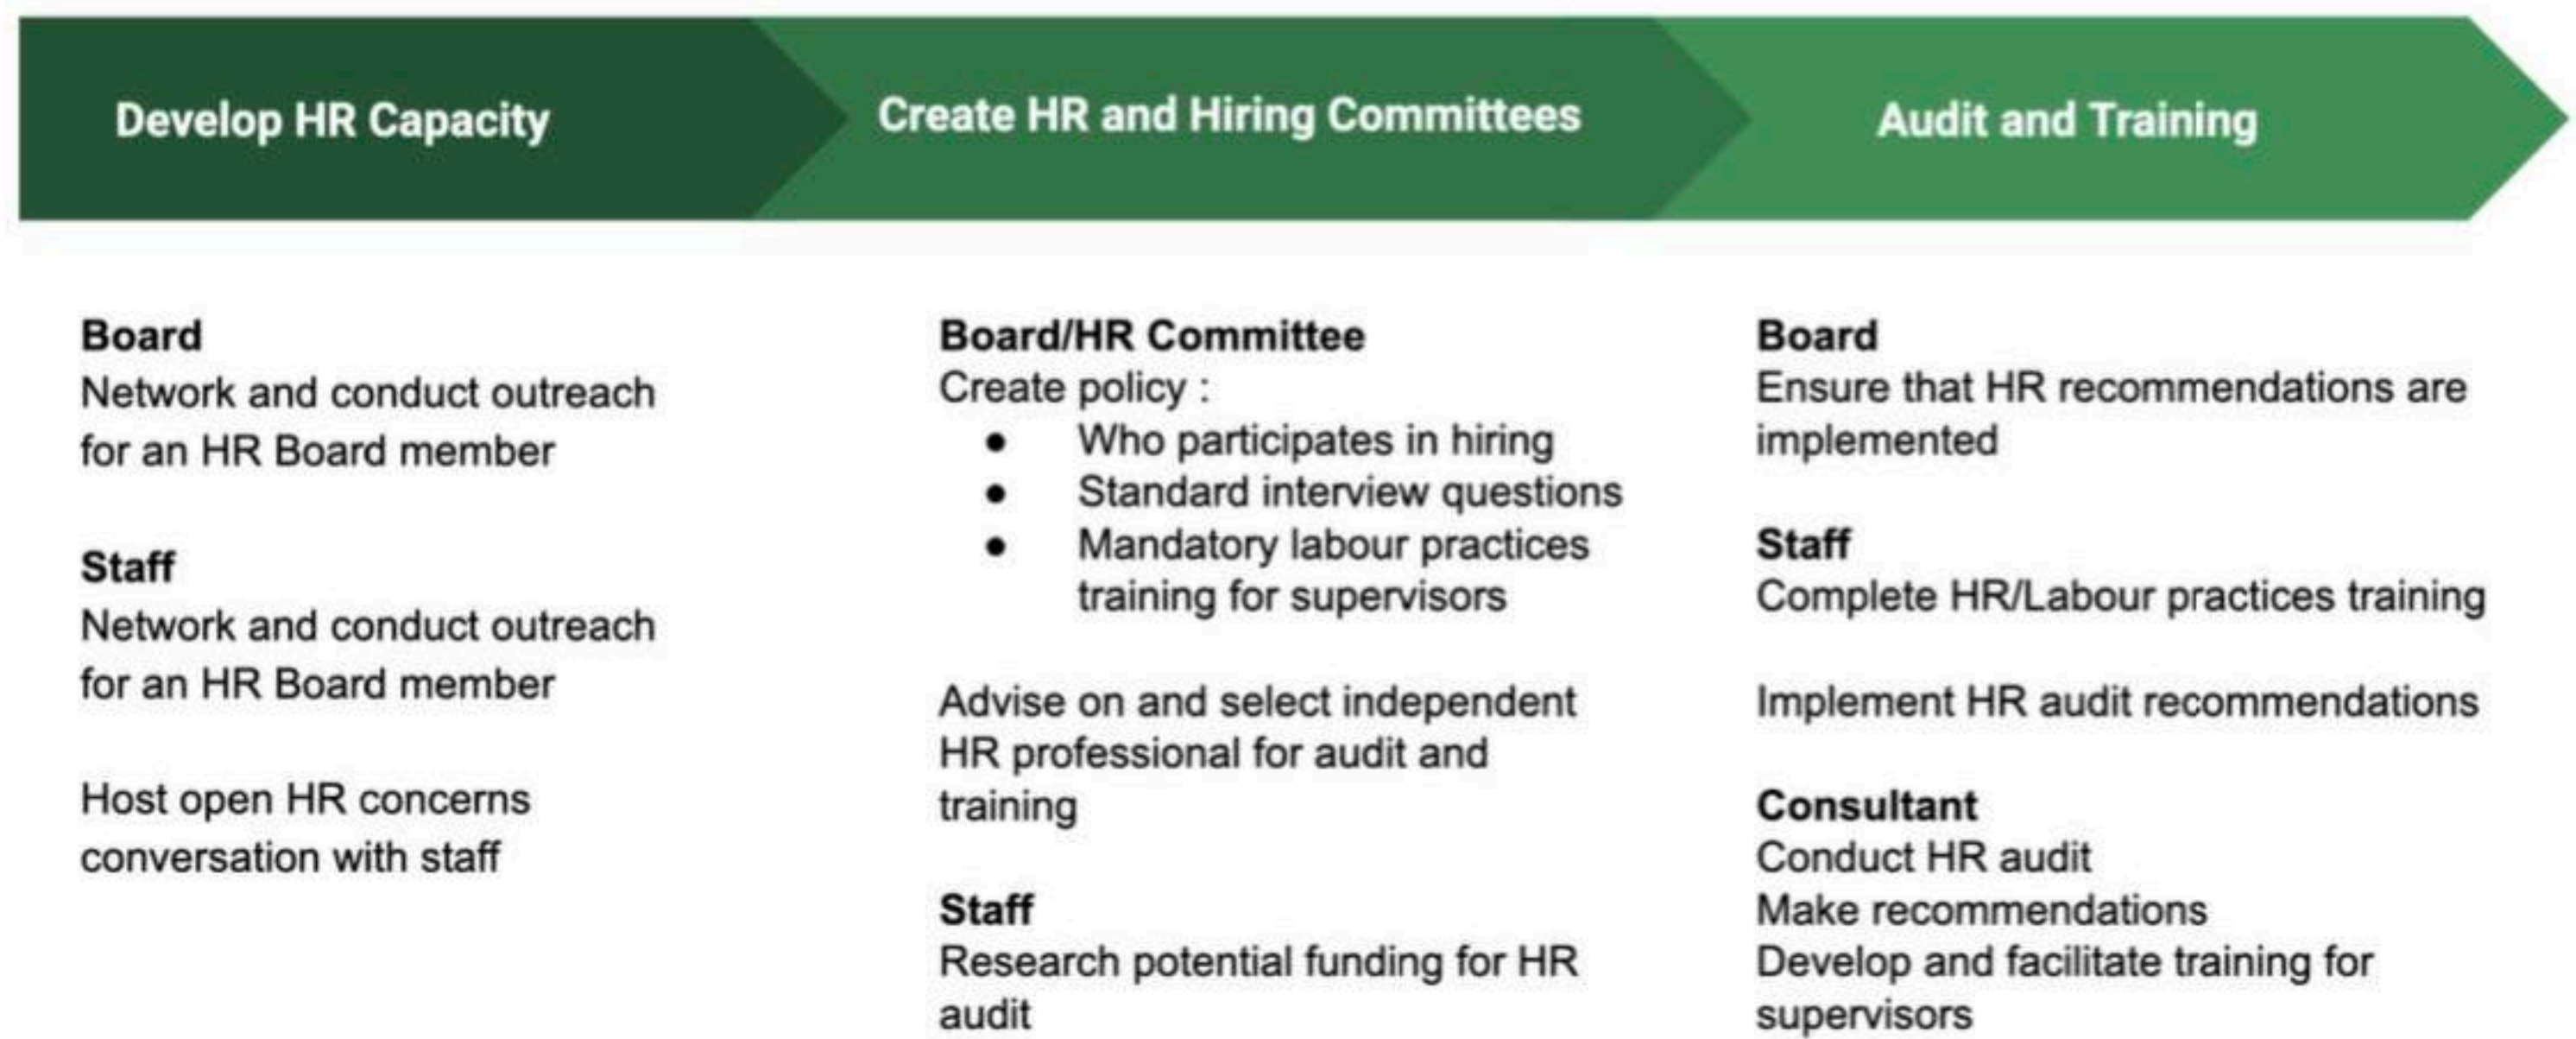 Develop HR Capacity
Create HR and Hiring Committees
Audit and Training
Board
Network and conduct outreach
for an HR Board member
Staff
Network and conduct outreach
for an HR Board member
Host open HR concerns
conversation with staff
Board/HR Committee
Create policy :
● Who participates in hiring
● Standard interview questions
● Mandatory labour practices
training for supervisors
Advise on and select independent
HR professional for audit and
training
Staff
Research potential funding for HR
audit
Board
Ensure that HR recommendations are
implemented
Staff
Complete HR/Labour practices training
Implement HR audit recommendations
Consultant
Conduct HR audit
Make recommendations
Develop and facilitate training for
supervisors